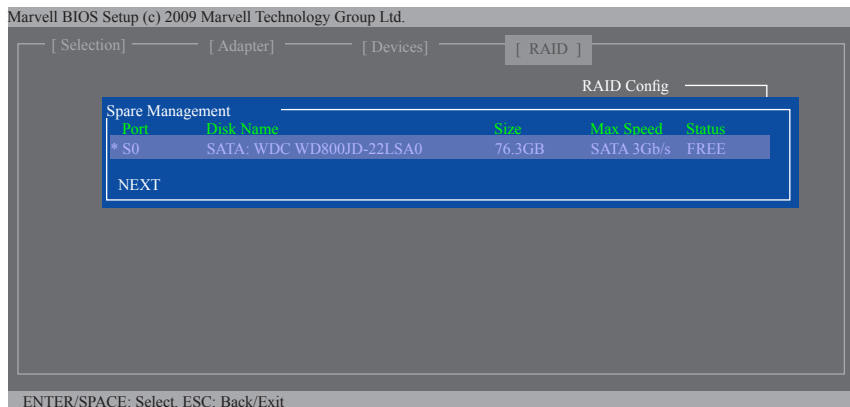 Marvell BIOS Setup (c) 2009 Marvell Technology Group Ltd.
[ Selection] [ Adapter] [ Devices] [ RAID ]
RAID Config
Spare Management
Port Disk Name Size Max Speed Status
* S0 SATA: WDC WD800JD-22LSA0 76.3GB SATA 3Gb/s FREE
NEXT
ENTER/SPACE: Select, ESC: Back/Exit